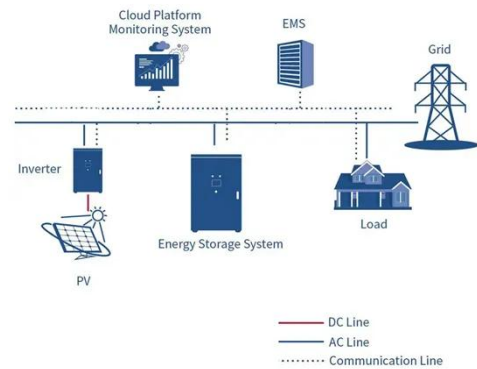 Cloud Platform
Monitoring System
EMS
Grid
Inverter
Energy Storage System
Load
PV
DC Line
AC Line
Communication Line